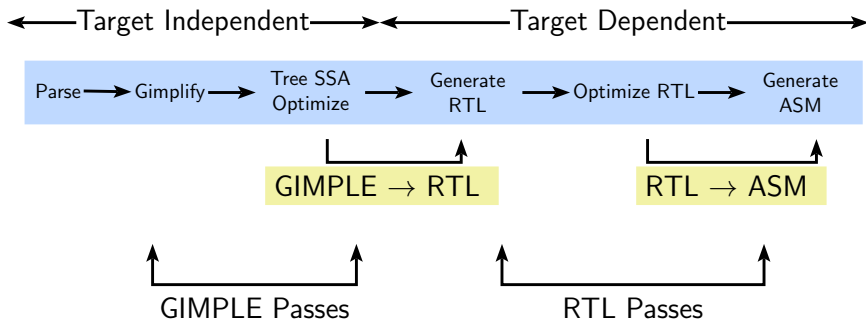 Target Independent
Target Dependent
Parse
Gimplify
Tree SSA
Optimize
Generate
RTL
Optimize RTL
Generate
ASM
GIMPLE → RTL
RTL → ASM
GIMPLE Passes
RTL Passes